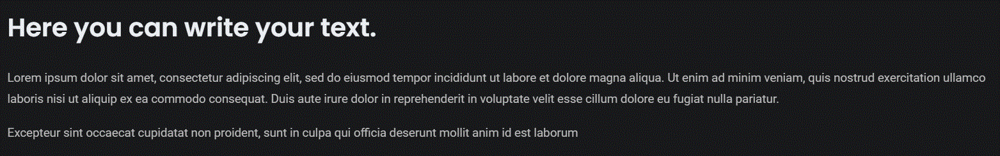 Here you can write your text.
Lorem ipsum dolor sit amet, consectetur adipiscing elit, sed do eiusmod tempor incididunt ut labore et dolore magna aliqua. Ut enim ad minim veniam, quis nostrud exercitation ullamco
laboris nisi ut aliquip ex ea commodo consequat. Duis aute irure dolor in reprehenderit in voluptate velit esse cillum dolore eu fugiat nulla pariatur.
Excepteur sint occaecat cupidatat non proident, sunt in culpa qui officia deserunt mollit anim id est laborum